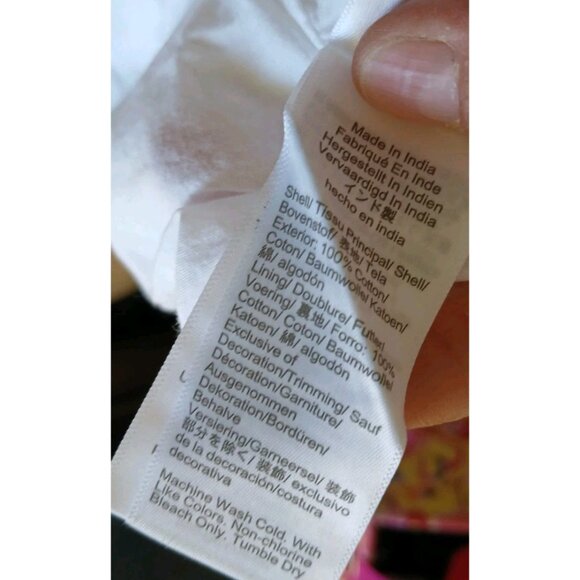 Made In India
Fabriqué En Inde
Hergestellt In Indien
Vervaardigd In India
インド製
hecho en india
Shell/ Tissu Principal/ Shell/
Bovenstof/ 表地/ Tela
Exterior: 100% Cotton/
Coton/ Baumwolle/ Katoen/
綿/ algodón
Lining/ Doublure/ Futter/
Voering/ 裏地/ Forro: 100%
Cotton/ Coton/ Baumwolle/
Katoen/ 綿/ algodón
Exclusive of
Decoration/Trimming/ Sauf
Décoration/Garniture/
Ausgenommen
Dekoration/Bordüren/
Behalve
Versiering/Garneersel/ 装飾
部分を除く/ 装飾/ exclusivo
de la decoración/costura
decorativa
Machine Wash Cold, With
Like Colors, Non-chlorine
Bleach Only, Tumble Dry